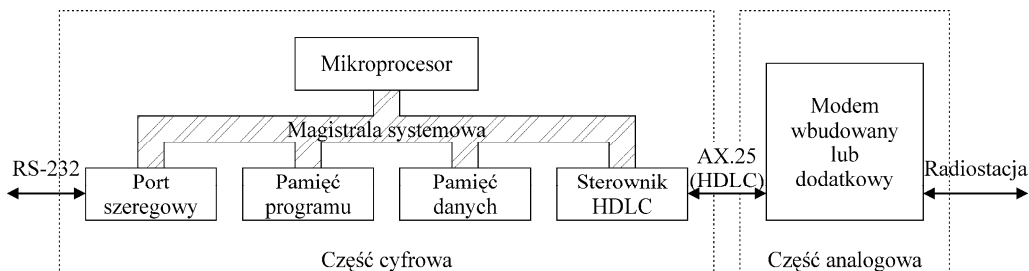 Mikroprocesor
Magistrala systemowa
RS-232
Port
szeregowy
Pamięć
programu
Pamięć
danych
Sterownik
HDLC
AX.25
(HDLC)
Modem
wbudowany
lub
dodatkowy
Radiostacja
Część cyfrowa
Część analogowa